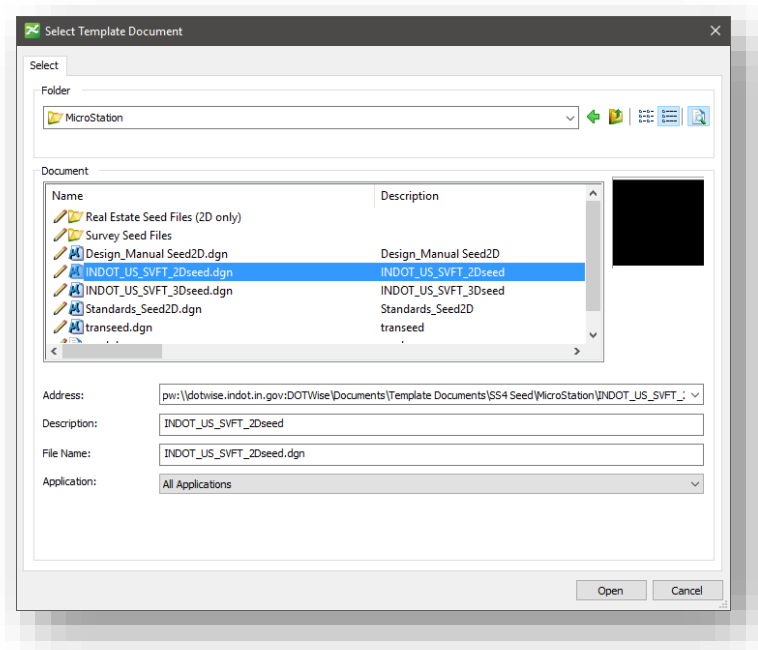 Select Template Document
Select
Folder
MicroStation
Document
Name Description
Real Estate Seed Files (2D only)
Survey Seed Files
Design_Manual Seed2D.dgn Design_Manual Seed2D
INDOT_US_SVFT_2Dseed.dgn INDOT_US_SVFT_2Dseed
INDOT_US_SVFT_3Dseed.dgn INDOT_US_SVFT_3Dseed
Standards_Seed2D.dgn Standards_Seed2D
transeed.dgn transeed
Address: pw:\\dotwise.indot.in.gov:DOTWise\Documents\Template Documents\SS4 Seed\MicroStation\INDOT_US_SVFT_
Description: INDOT_US_SVFT_2Dseed
File Name: INDOT_US_SVFT_2Dseed.dgn
Application: All Applications
Open Cancel